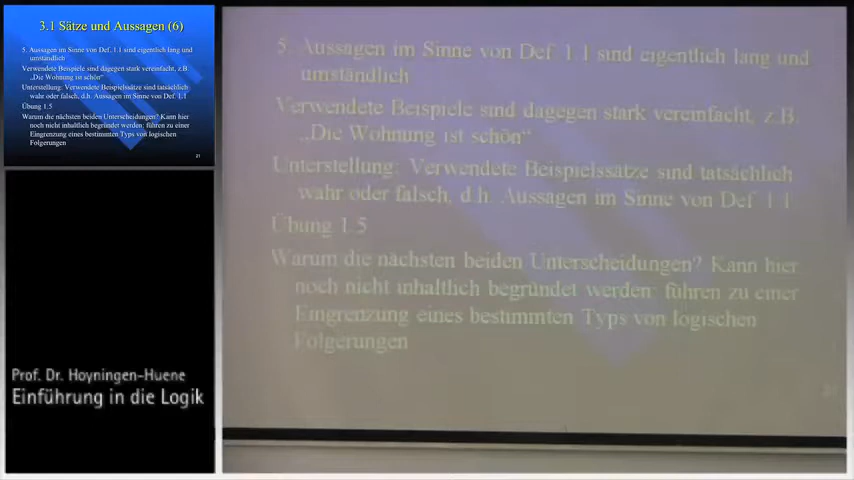 3.1 Sätze und Aussagen (6)
5. Aussagen im Sinne von Def. 1.1 sind eigentlich lang und
umständlich
Verwendete Beispiele sind dagegen stark vereinfacht, z.B.
„Die Wohnung ist schön“
Unterstellung: Verwendete Beispielssätze sind tatsächlich
wahr oder falsch, d.h. Aussagen im Sinne von Def. 1.1
Übung 1.5
Warum die nächsten beiden Unterscheidungen? Kann hier
noch nicht inhaltlich begründet werden: führen zu einer
Eingrenzung eines bestimmten Typs von logischen
Folgerungen
21
Prof. Dr. Hoyningen-Huene
Einführung in die Logik
5. Aussagen im Sinne von Def. 1.1 sind eigentlich lang und
umständlich
Verwendete Beispiele sind dagegen stark vereinfacht, z.B.
„Die Wohnung ist schön“
Unterstellung: Verwendete Beispielssätze sind tatsächlich
wahr oder falsch, d.h. Aussagen im Sinne von Def. 1.1
Übung 1.5
Warum die nächsten beiden Unterscheidungen? Kann hier
noch nicht inhaltlich begründet werden: führen zu einer
Eingrenzung eines bestimmten Typs von logischen
Folgerungen